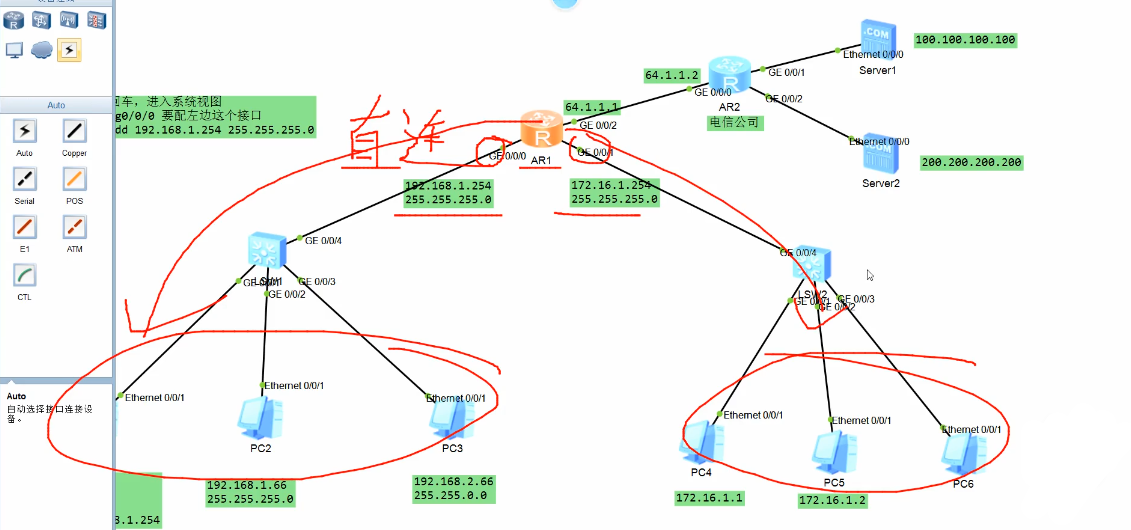 Auto
Auto
Copper
Serial
POS
E1
ATM
CTL
Auto
自动选择接口连接设
备。
车，进入系统视图
g0/0/0 要配左边这个接口
dd 192.168.1.254 255.255.255.0
直连
100.100.100.100
Ethernet 0/0/0
Server1
64.1.1.2
GE 0/0/1
GE 0/0/0
AR2
GE 0/0/2
电信公司
64.1.1.1
GE 0/0/2
Ethernet 0/0/0
Server2
200.200.200.200
R
R
R
GE 0/0/0
AR1
GE 0/0/1
192.168.1.254
255.255.255.0
172.16.1.254
255.255.255.0
GE 0/0/4
LSW1
GE 0/0/2
GE 0/0/3
GE 0/0/4
LSW2
GE 0/0/1
GE 0/0/2
GE 0/0/3
Ethernet 0/0/1
Ethernet 0/0/1
Ethernet 0/0/1
PC2
PC3
Ethernet 0/0/1
Ethernet 0/0/1
Ethernet 0/0/1
PC4
PC5
PC6
192.168.1.66
255.255.255.0
192.168.2.66
255.255.0.0
172.16.1.1
172.16.1.2
.1.254